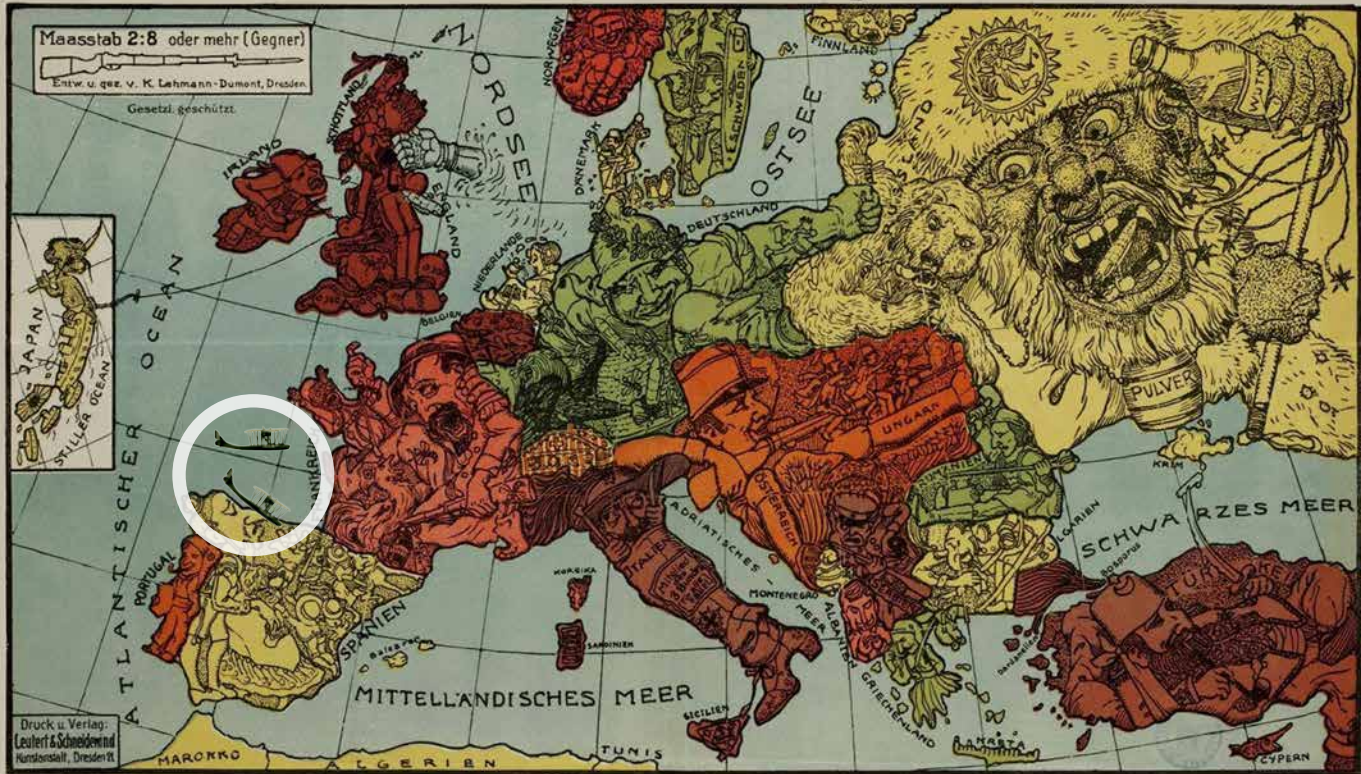 Maasstab 2:8 oder mehr (Gegner)
Entw. u. gez. v. K. Lehmann-Dumont, Dresden
Gesetzl. geschützt.
NORDSEE
NORWEGEN
SCHWEDEN
FINNLAND
OSTSEE
WUTKI
SCHOTTLAND
IRLAND
ENGLAND
DÄNEMARK
NIEDERLANDE
BELGIEN
DEUTSCHLAND
JAPAN
STILLER OCEAN
ATLANTISCHER OCEAN
PULVER
UNGARN
ÖSTERREICH
KRIM
SCHWARZES MEER
Bosporus
PORTUGAL
SPANIEN
Balearen
KORSIKA
SARDINIEN
ITALIEN
ADRIATISCHES MEER
MONTENEGRO
ALBANIEN
GRIECHENLAND
Dardanellen
TÜRKEI
MITTELLÄNDISCHES MEER
SICILIEN
CYPERN
MAROKKO
ALGERIEN
TUNIS
Druck u. Verlag:
Leutert & Schneidewind
Kunstanstalt, Dresden